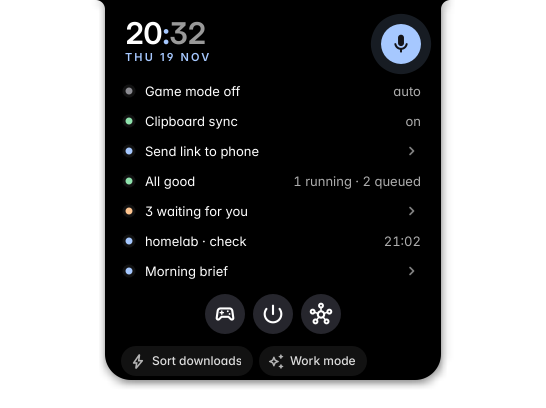 20:32
THU 19 NOV
Game mode off auto
Clipboard sync on
Send link to phone
All good 1 running · 2 queued
3 waiting for you
homelab · check 21:02
Morning brief
Sort downloads Work mode